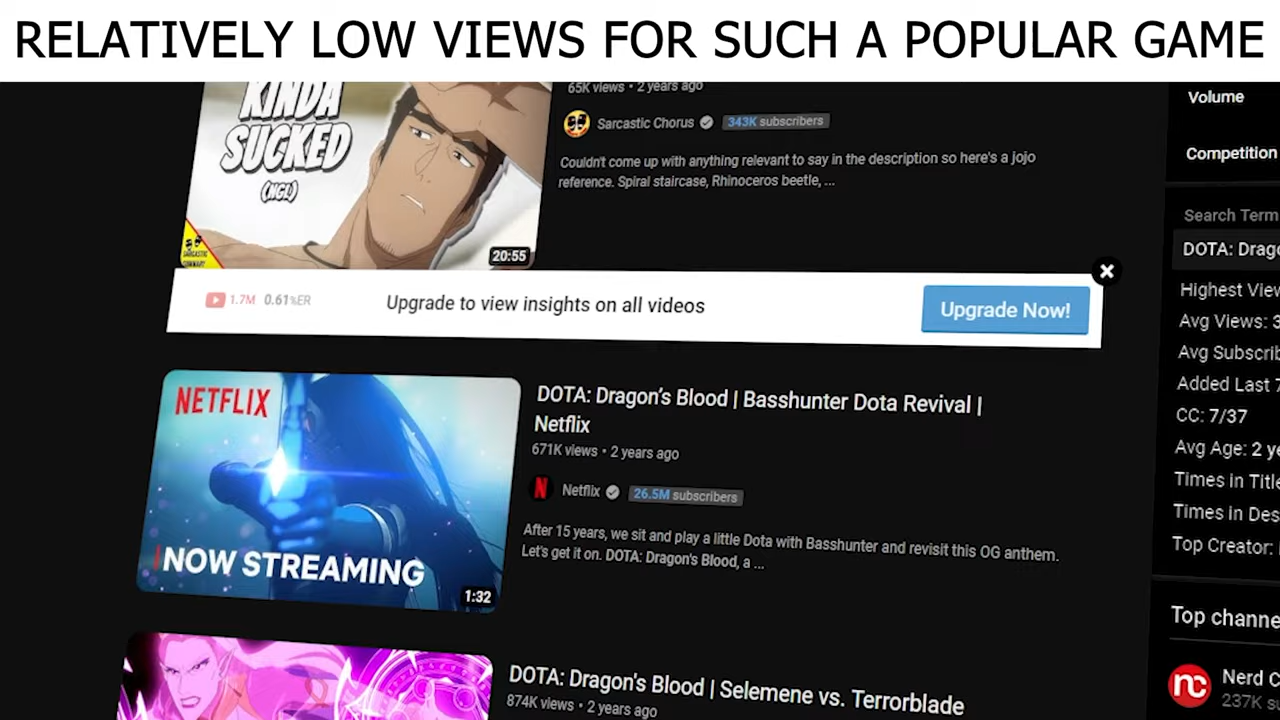 RELATIVELY LOW VIEWS FOR SUCH A POPULAR GAME
KINDA
SUCKED
(NGL)
SARCASTIC
20:55
65K views • 2 years ago
Sarcastic Chorus
343K subscribers
Couldn't come up with anything relevant to say in the description so here's a jojo
reference. Spiral staircase, Rhinoceros beetle, ...
1.7M 0.61%ER
Upgrade to view insights on all videos
Upgrade Now!
NETFLIX
NOW STREAMING
1:32
DOTA: Dragon's Blood | Basshunter Dota Revival |
Netflix
671K views • 2 years ago
N
Netflix
26.5M subscribers
After 15 years, we sit and play a little Dota with Basshunter and revisit this OG anthem.
Let's get it on. DOTA: Dragon's Blood, a ...
DOTA: Dragon's Blood | Selemene vs. Terrorblade
874K views • 2 years ago
Volume
Competition
Search Term
DOTA: Drago
Highest View
Avg Views: 3
Avg Subscrib
Added Last 7
CC: 7/37
Avg Age: 2 ye
Times in Title
Times in Des
Top Creator:
Top channe
nc
Nerd C
237K su